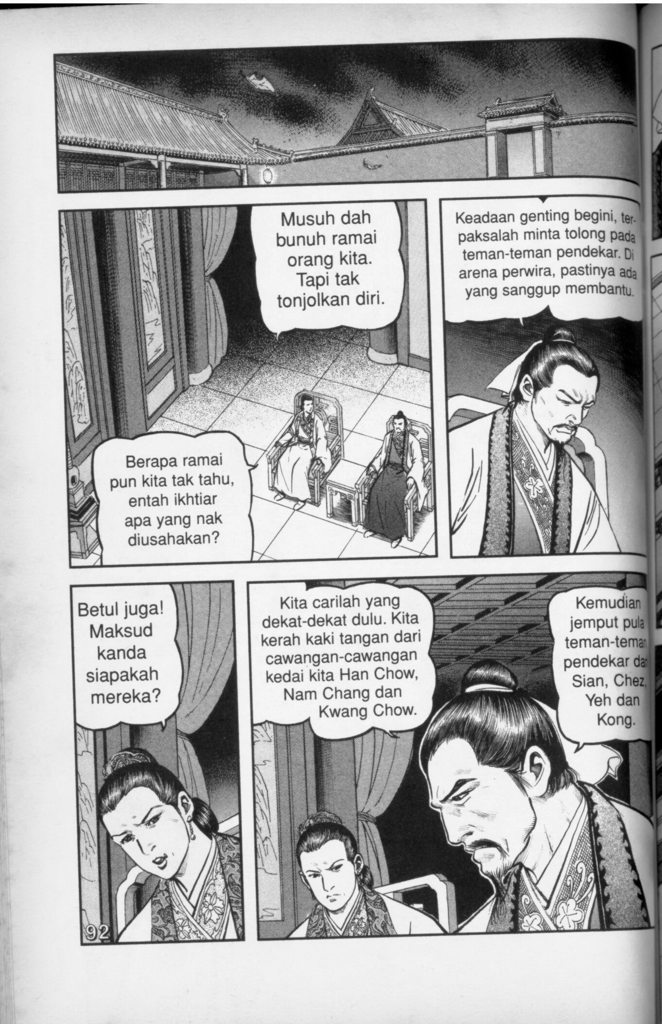 Musuh dah
bunuh ramai
orang kita.
Tapi tak
tonjolkan diri.
Berapa ramai
pun kita tak tahu,
entah ikhtiar
apa yang nak
diusahakan?
Keadaan genting begini, ter-
paksalah minta tolong pada
teman-teman pendekar. Di
arena perwira, pastinya ada
yang sanggup membantu.
Betul juga!
Maksud
kanda
siapakah
mereka?
Kita carilah yang
dekat-dekat dulu. Kita
kerah kaki tangan dari
cawangan-cawangan
kedai kita Han Chow,
Nam Chang dan
Kwang Chow.
Kemudian
jemput pula
teman-teman
pendekar dari
Sian, Chez,
Yeh dan
Kong.
92